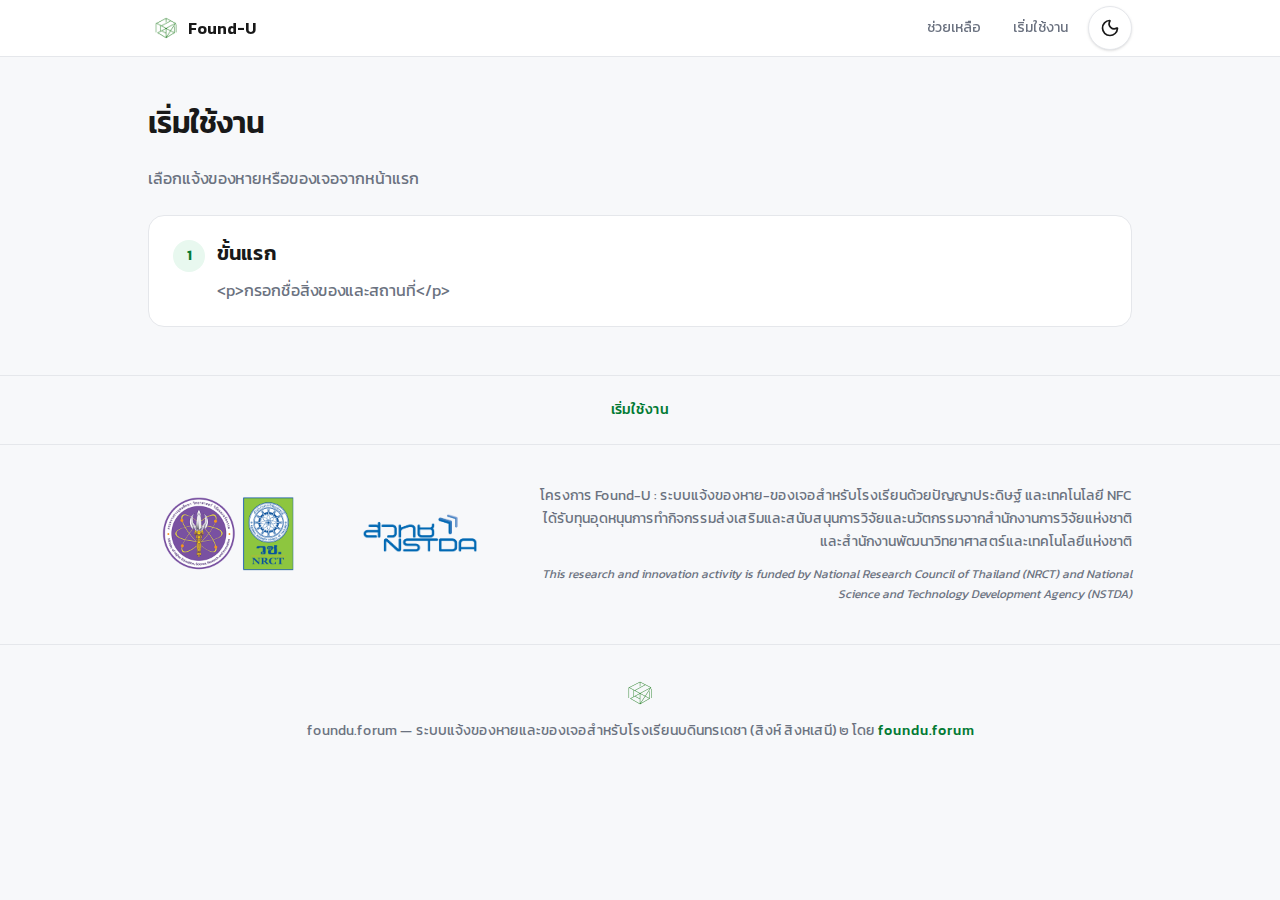 Found-U
ช่วยเหลือ
เริ่มใช้งาน
เริ่มใช้งาน
เลือกแจ้งของหายหรือของเจอจากหน้าแรก
1
ขั้นแรก
<p>กรอกชื่อสิ่งของและสถานที่</p>
เริ่มใช้งาน
วช.
NRCT
สวทช
NSTDA
โครงการ Found-U : ระบบแจ้งของหาย-ของเจอสำหรับโรงเรียนด้วยปัญญาประดิษฐ์ และเทคโนโลยี NFC
ได้รับทุนอุดหนุนการทำกิจกรรมส่งเสริมและสนับสนุนการวิจัยและนวัตกรรมจากสำนักงานการวิจัยแห่งชาติ
และสำนักงานพัฒนาวิทยาศาสตร์และเทคโนโลยีแห่งชาติ
This research and innovation activity is funded by National Research Council of Thailand (NRCT) and National
Science and Technology Development Agency (NSTDA)
foundu.forum — ระบบแจ้งของหายและของเจอสำหรับโรงเรียนบดินทรเดชา (สิงห์ สิงหเสนี) ๒ โดย foundu.forum